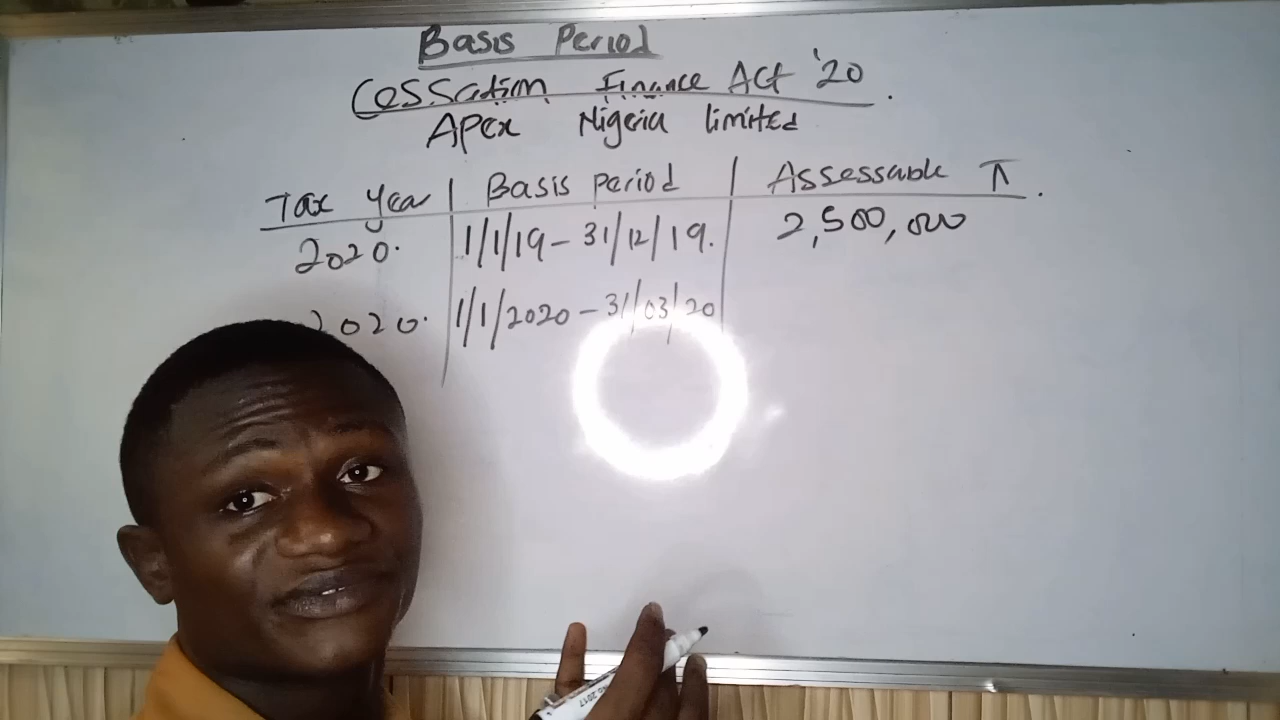 Basis Period
Cessation Finance Act '20
Apex Nigeria limited
Tax Year | Basis Period | Assessable π
2020. 1/1/19 - 31/12/19. 2,500,000
2020. 1/1/2020 - 31/03/20